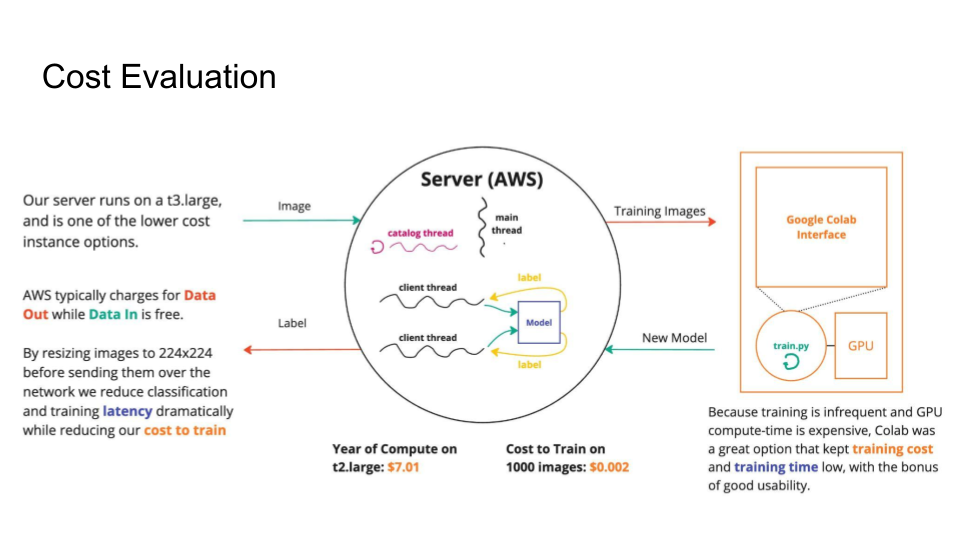 Cost Evaluation
Our server runs on a t3.large,
and is one of the lower cost
instance options.
AWS typically charges for Data
Out while Data In is free.
By resizing images to 224x224
before sending them over the
network we reduce classification
and training latency dramatically
while reducing our cost to train
Image
Label
Server (AWS)
main
thread
catalog thread
client thread
label
Model
client thread
label
Year of Compute on
t2.large: $7.01
Cost to Train on
1000 images: $0.002
Training Images
New Model
Google Colab
Interface
train.py
GPU
Because training is infrequent and GPU
compute-time is expensive, Colab was
a great option that kept training cost
and training time low, with the bonus
of good usability.